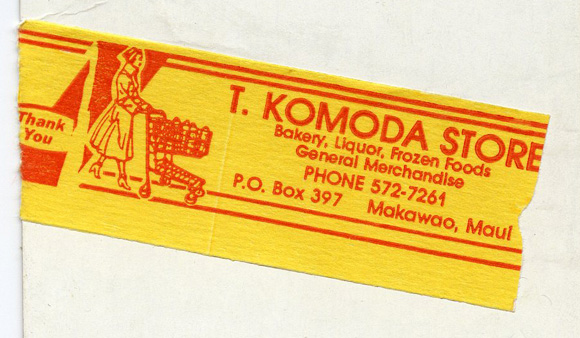 Thank
You
T. KOMODA STORE
Bakery, Liquor, Frozen Foods
General Merchandise
PHONE 572-7261
P.O. Box 397 Makawao, Maui